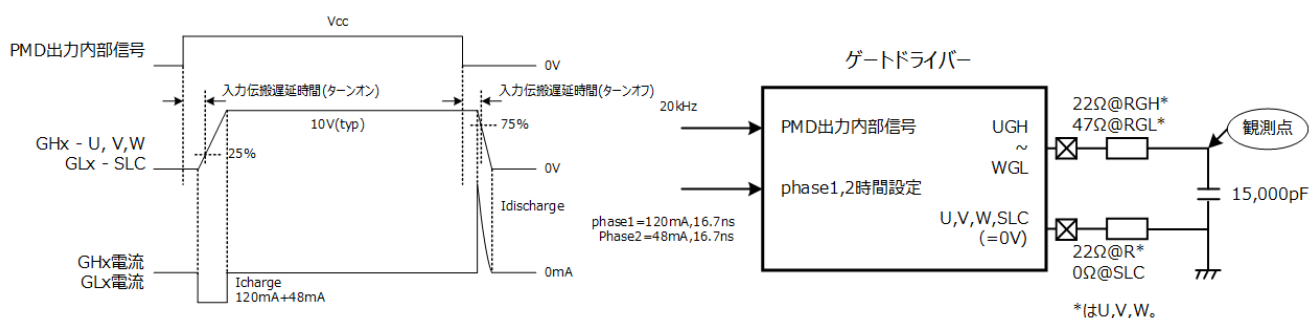 Vcc
PMD出力内部信号
0V
入力伝搬遅延時間(ターンオン)
入力伝搬遅延時間(ターンオフ)
10V(typ)
75%
GHx - U, V,W
GLx - SLC
25%
0V
Idischarge
GHx電流
GLx電流
0mA
Icharge
120mA+48mA
ゲートドライバー
20kHz
PMD出力内部信号
phase1,2時間設定
phase1=120mA,16.7ns
Phase2=48mA,16.7ns
UGH
~
WGL
U,V,W,SLC
(=0V)
22Ω@RGH*
47Ω@RGL*
観測点
15,000pF
22Ω@R*
0Ω@SLC
*はU,V,W。